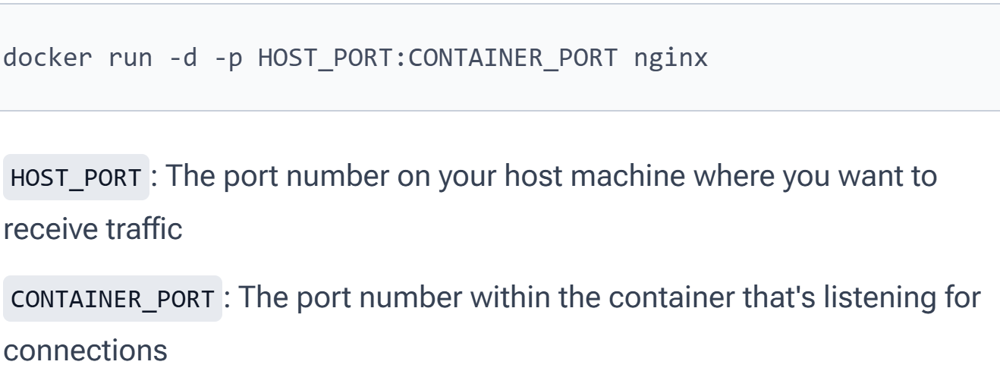 docker run -d -p HOST_PORT:CONTAINER_PORT nginx
HOST_PORT: The port number on your host machine where you want to
receive traffic
CONTAINER_PORT: The port number within the container that's listening for
connections